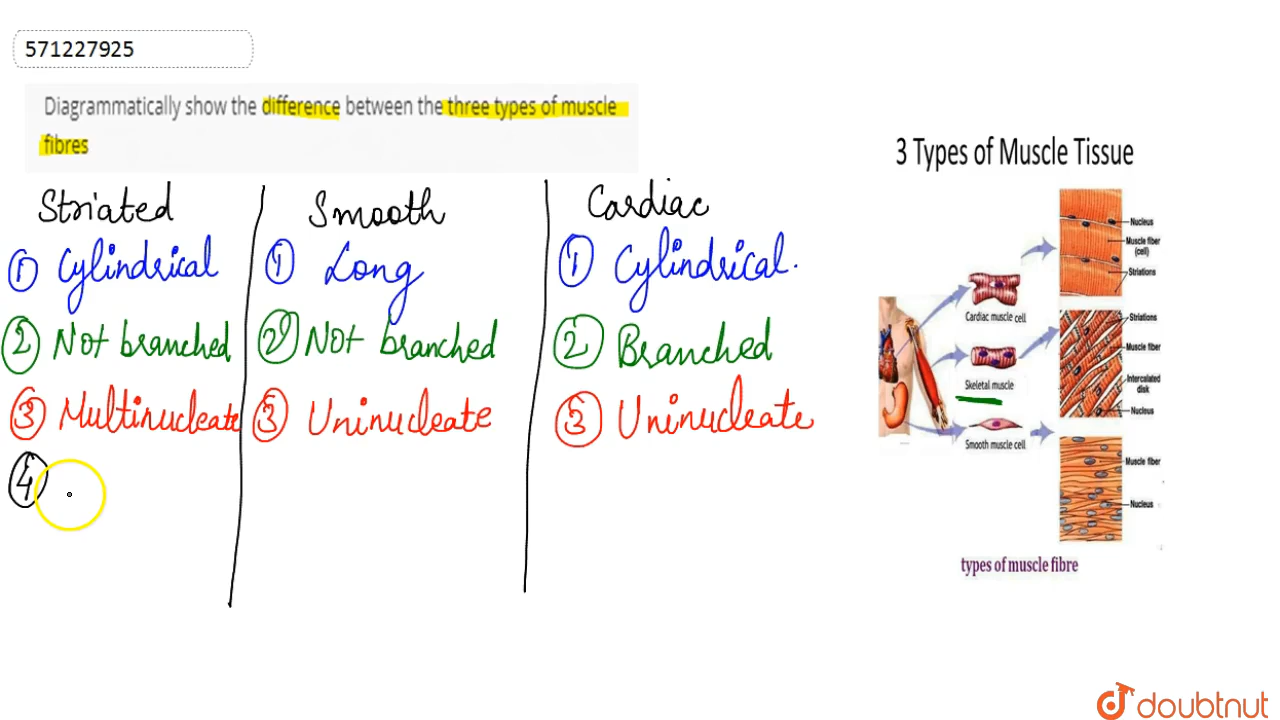 571227925
Diagrammatically show the difference between the three types of muscle
fibres
Striated
① Cylindrical
② Not branched
③ Multinucleate
④
Smooth
① Long
② Not branched
③ Uninucleate
Cardiac
① Cylindrical.
② Branched
③ Uninucleate
3 Types of Muscle Tissue
Cardiac muscle cell
Skeletal muscle
Smooth muscle cell
Nucleus
Muscle fiber
(cell)
Striations
Striations
Muscle fiber
Intercalated
disk
Nucleus
Muscle fiber
Nucleus
types of muscle fibre
doubtnut